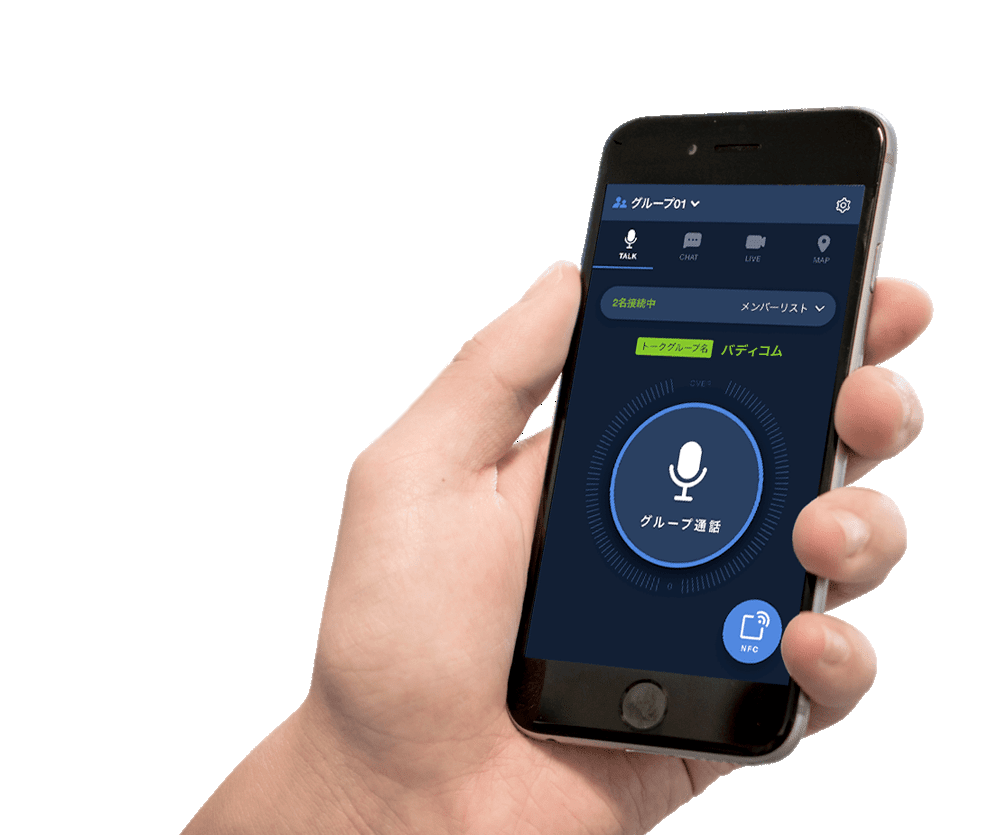 グループ01
TALK CHAT LIVE MAP
2名接続中 メンバーリスト
トークグループ名 バディコム
OVER
グループ通話
0
NFC